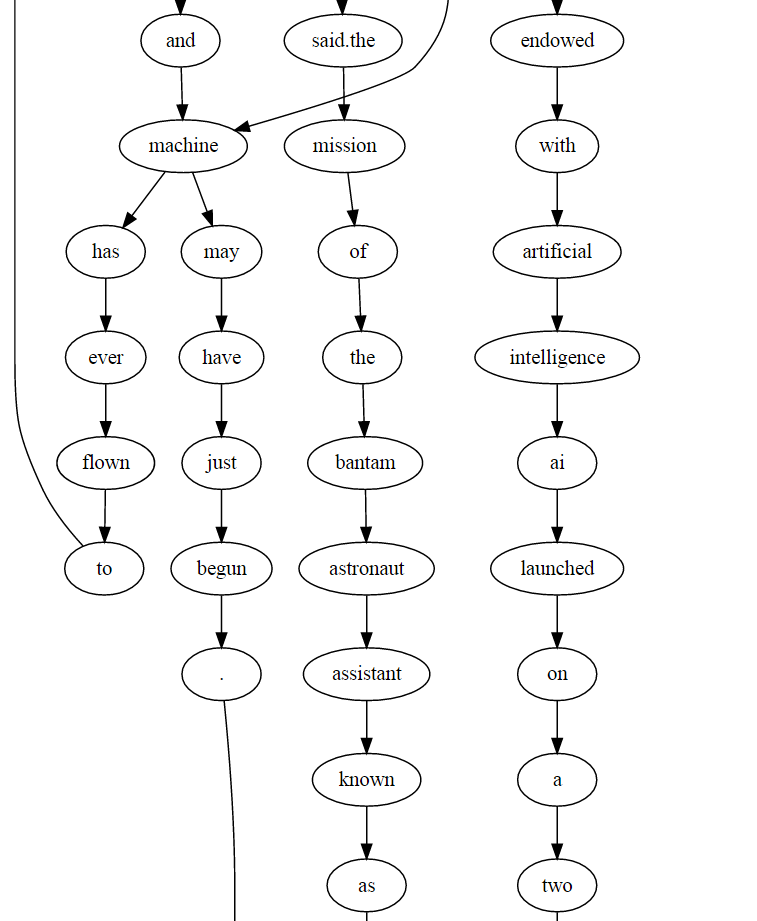 and said.the endowed
machine mission with
has may of artificial
ever have the intelligence
flown just bantam ai
to begun astronaut launched
. assistant on
known a
as two